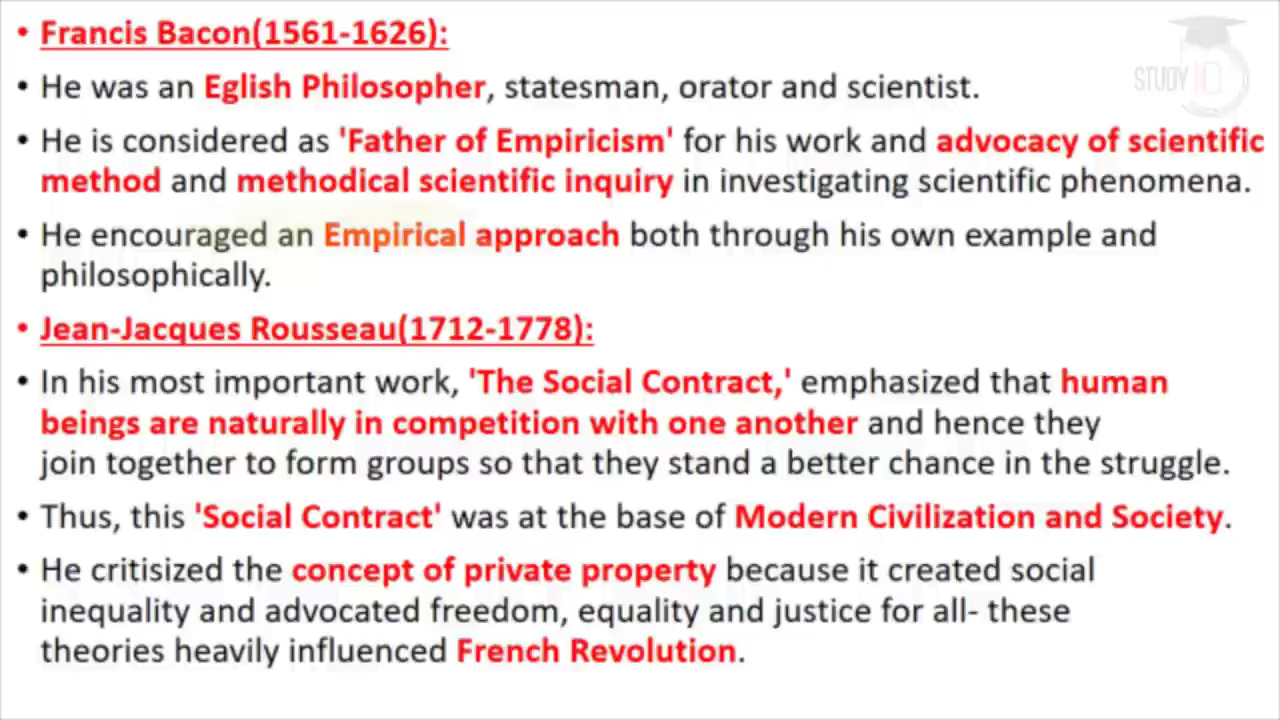 • Francis Bacon(1561-1626):
STUDY IQ
• He was an Eglish Philosopher, statesman, orator and scientist.
• He is considered as 'Father of Empiricism' for his work and advocacy of scientific
method and methodical scientific inquiry in investigating scientific phenomena.
• He encouraged an Empirical approach both through his own example and
philosophically.
• Jean-Jacques Rousseau(1712-1778):
• In his most important work, 'The Social Contract,' emphasized that human
beings are naturally in competition with one another and hence they
join together to form groups so that they stand a better chance in the struggle.
• Thus, this 'Social Contract' was at the base of Modern Civilization and Society.
• He critisized the concept of private property because it created social
inequality and advocated freedom, equality and justice for all- these
theories heavily influenced French Revolution.